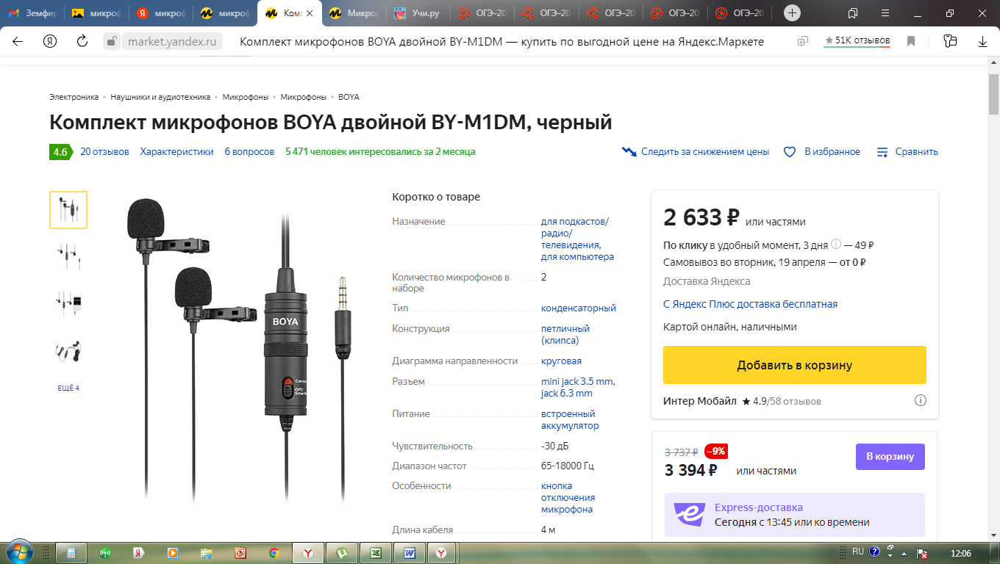 Земфир
микроф
микроф
микроф
Комп
Микрос
Учи.ру
ОГЭ–20
ОГЭ–20
ОГЭ–20
ОГЭ–20
ОГЭ–20
market.yandex.ru
Комплект микрофонов BOYA двойной BY-M1DM — купить по выгодной цене на Яндекс.Маркете
★ 51K отзывов
Электроника
Наушники и аудиотехника
Микрофоны
Микрофоны
BOYA
Комплект микрофонов BOYA двойной BY-M1DM, черный
4.6
20 отзывов
Характеристики
6 вопросов
5 471 человек интересовались за 2 месяца
Следить за снижением цены
В избранное
Сравнить
ЕЩЁ 4
BOYA
OFF/
Коротко о товаре
Назначение
для подкастов/
радио/
телевидения,
для компьютера
Количество микрофонов в
наборе
2
Тип
конденсаторный
Конструкция
петличный
(клипса)
Диаграмма направленности
круговая
Разъем
mini jack 3.5 mm,
jack 6.3 mm
Питание
встроенный
аккумулятор
Чувствительность
-30 дБ
Диапазон частот
65-18000 Гц
Особенности
кнопка
отключения
микрофона
Длина кабеля
4 м
2 633 ₽ или частями
По клику в удобный момент, 3 дня — 49 ₽
Самовывоз во вторник, 19 апреля — от 0 ₽
Доставка Яндекса
С Яндекс Плюс доставка бесплатная
Картой онлайн, наличными
Добавить в корзину
Интер Мобайл ★ 4.9/58 отзывов
3 737 ₽ –9%
3 394 ₽ или частями
В корзину
Express-доставка
Сегодня с 13:45 или ко времени
RU
12:06